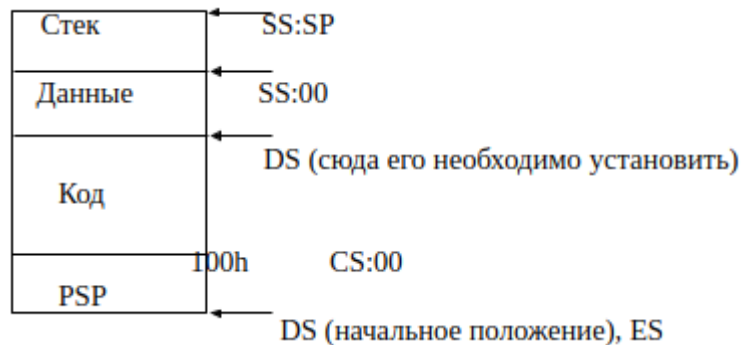 Стек SS:SP
Данные SS:00
DS (сюда его необходимо установить)
Код
100h CS:00
PSP
DS (начальное положение), ES